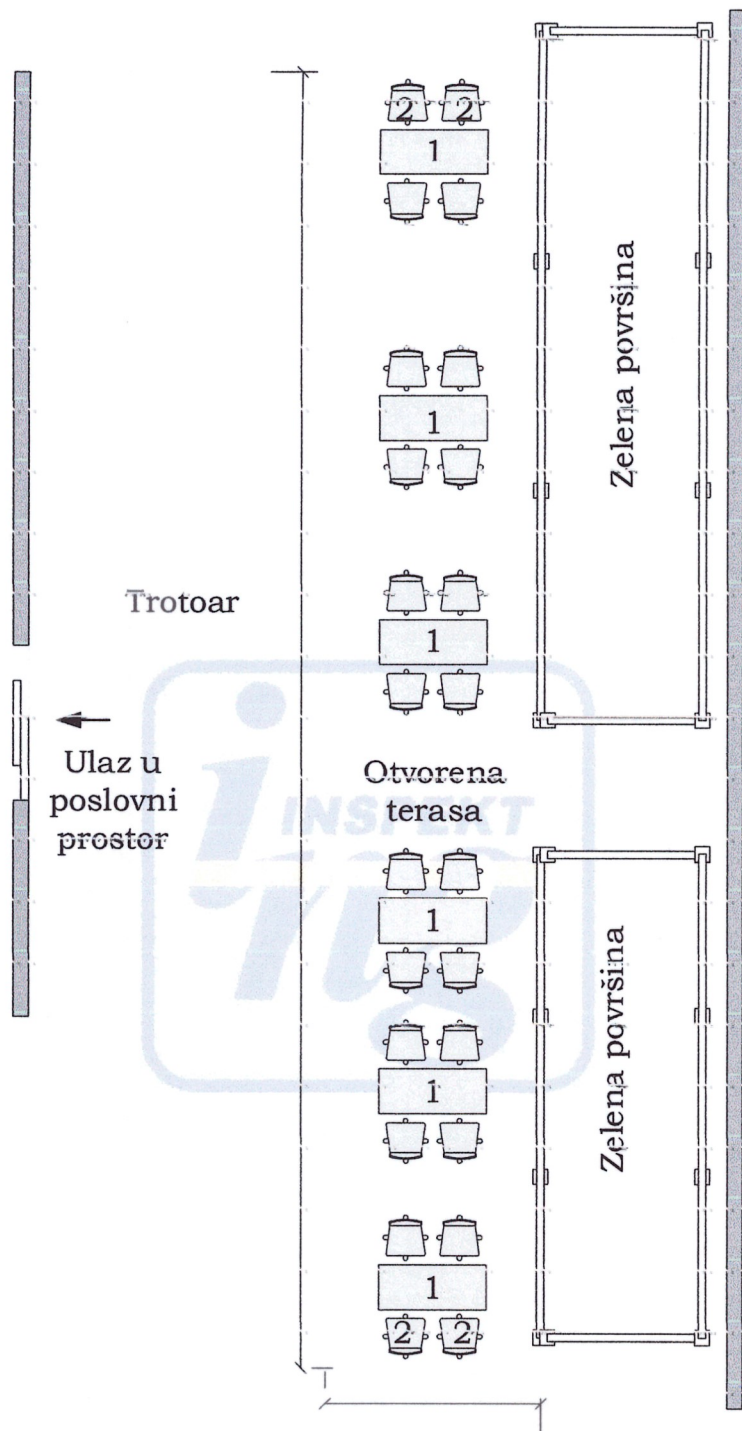 2 2
1
Zelena površina
1
1
Trotoar
Ulaz u
poslovni
prostor
Otvorena
terasa
INSPEKT
ing
1
Zelena površina
1
1
2 2